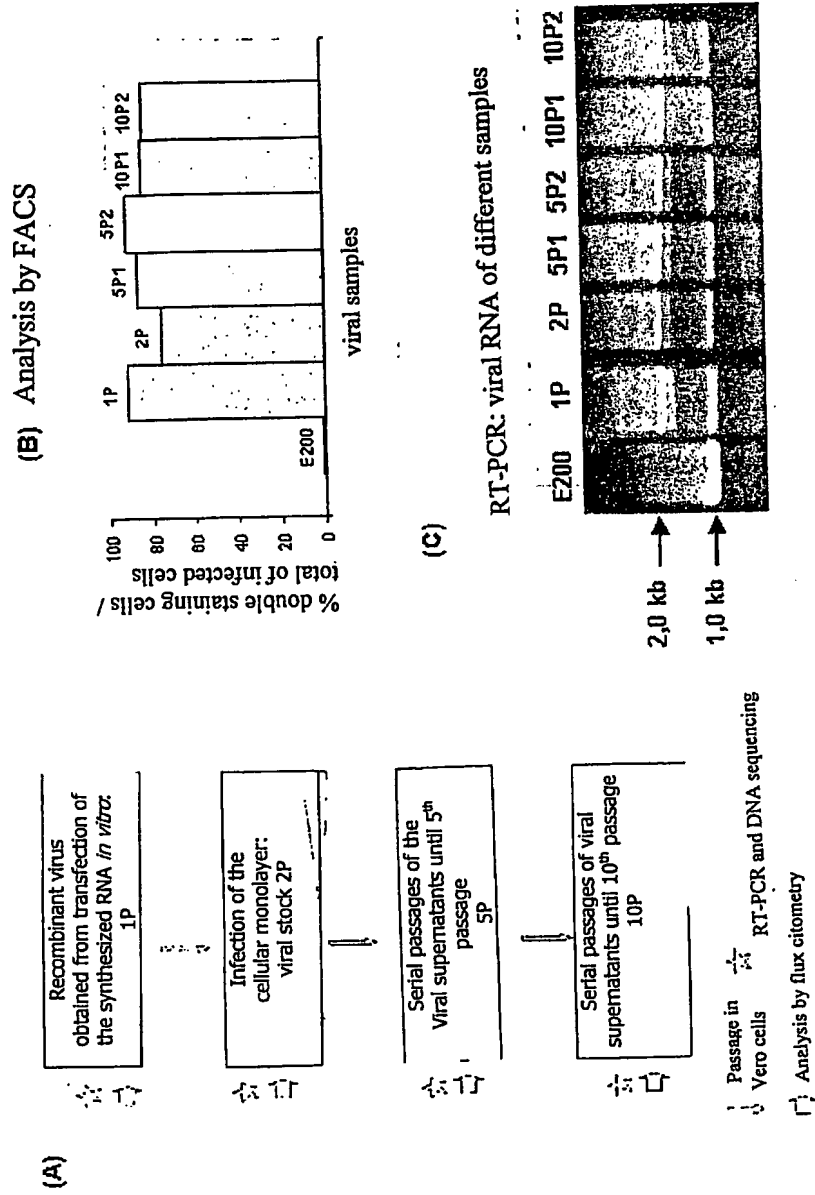 (A)
Recombinant virus
obtained from transfection of
the synthesized RNA in vitro:
1P
Infection of the
cellular monolayer:
viral stock 2P
Serial passages of the
Viral supernatants until 5th
passage
5P
Serial passages of viral
supernatants until 10th passage
10P
Passage in
Vero cells
RT-PCR and DNA sequencing
Analysis by flux citometry
(B) Analysis by FACS
% double staining cells /
total of infected cells
100
80
60
40
20
0
E200
1P
2P
5P1
5P2
10P1
10P2
viral samples
(C)
RT-PCR: viral RNA of different samples
E200 1P 2P 5P1 5P2 10P1 10P2
2,0 kb
1,0 kb